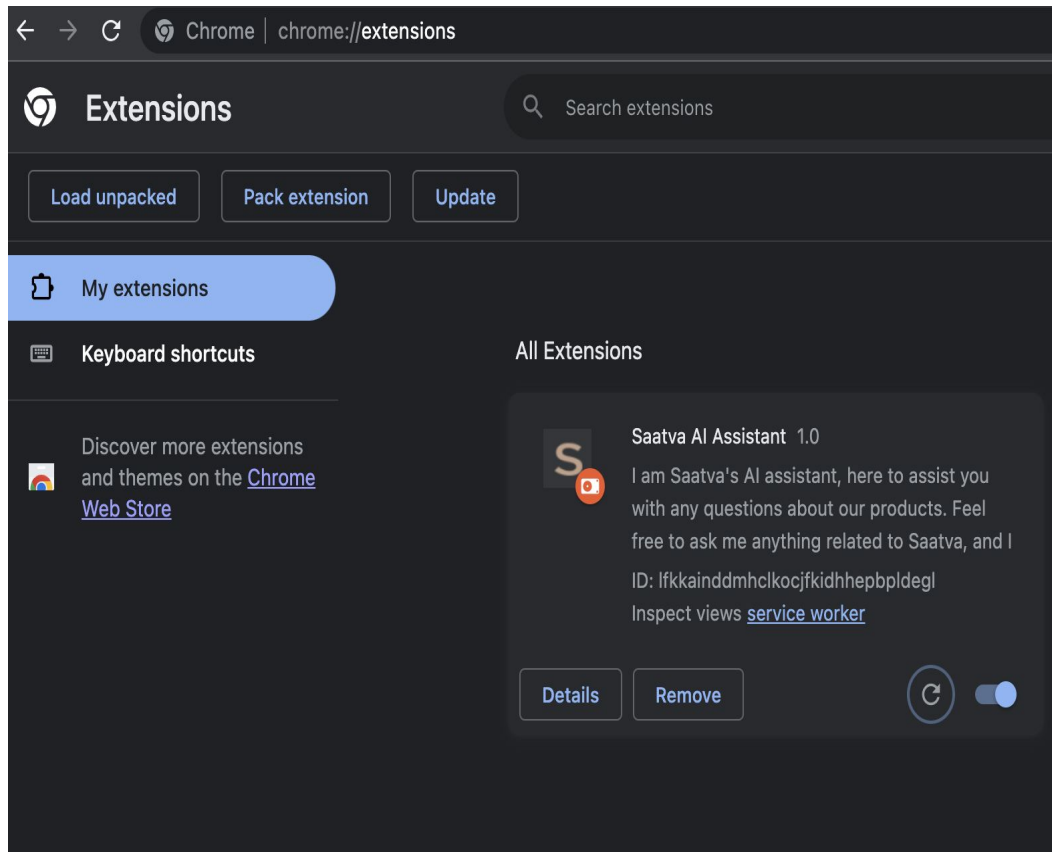 Chrome | chrome://extensions
Extensions
Search extensions
Load unpacked
Pack extension
Update
My extensions
Keyboard shortcuts
Discover more extensions
and themes on the Chrome
Web Store
All Extensions
S
Saatva AI Assistant 1.0
I am Saatva's AI assistant, here to assist you
with any questions about our products. Feel
free to ask me anything related to Saatva, and I
ID: lfkkainddmhclkocjfkidhhepbpldegl
Inspect views service worker
Details
Remove